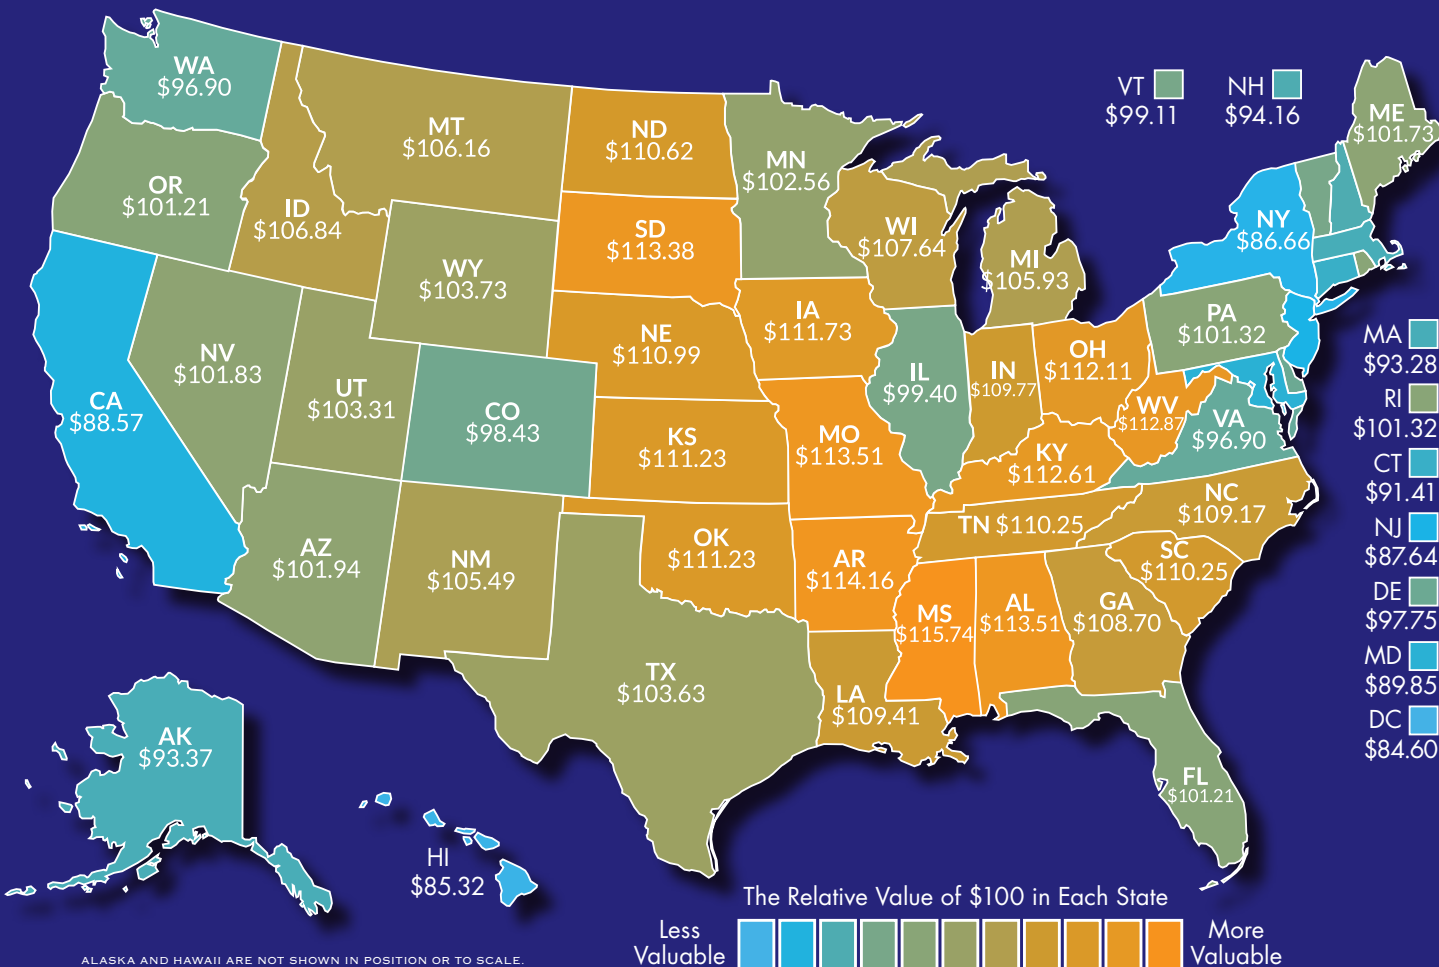 WA
$96.90
OR
$101.21
CA
$88.57
NV
$101.83
ID
$106.84
MT
$106.16
WY
$103.73
UT
$103.31
CO
$98.43
AZ
$101.94
NM
$105.49
ND
$110.62
SD
$113.38
NE
$110.99
KS
$111.23
OK
$111.23
TX
$103.63
MN
$102.56
IA
$111.73
MO
$113.51
AR
$114.16
LA
$109.41
WI
$107.64
IL
$99.40
MI
$105.93
IN
$109.77
OH
$112.11
KY
$112.61
TN $110.25
MS
$115.74
AL
$113.51
GA
$108.70
FL
$101.21
SC
$110.25
NC
$109.17
VA
$96.90
WV
$112.87
PA
$101.32
NY
$86.66
VT
$99.11
NH
$94.16
ME
$101.73
MA
$93.28
RI
$101.32
CT
$91.41
NJ
$87.64
DE
$97.75
MD
$89.85
DC
$84.60
AK
$93.37
HI
$85.32
The Relative Value of $100 in Each State
Less
Valuable
More
Valuable
ALASKA AND HAWAII ARE NOT SHOWN IN POSITION OR TO SCALE.